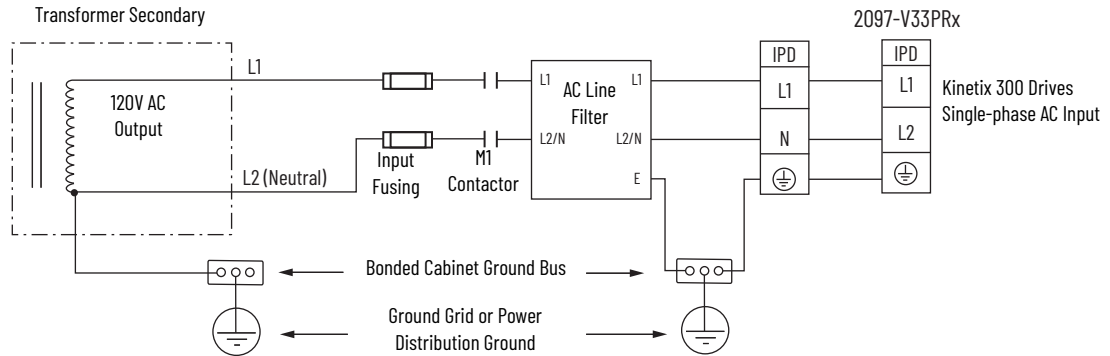 Transformer Secondary
2097-V33PRx
L1
120V AC
Output
L2 (Neutral)
Input
Fusing
M1
Contactor
L1
L2/N
AC Line
Filter
L1
L2/N
E
IPD
L1
N
IPD
L1
L2
Kinetix 300 Drives
Single-phase AC Input
Bonded Cabinet Ground Bus
Ground Grid or Power
Distribution Ground